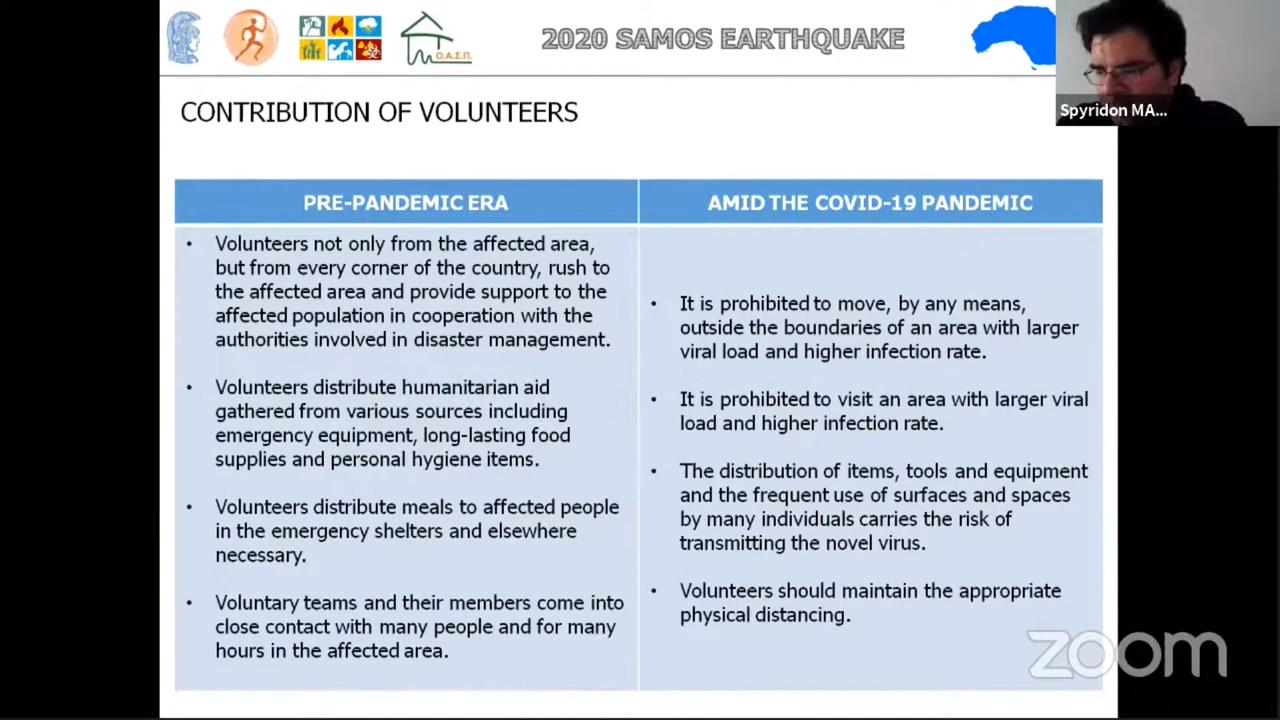 Ο.Α.Σ.Π.
2020 SAMOS EARTHQUAKE
Spyridon MA...
CONTRIBUTION OF VOLUNTEERS
PRE-PANDEMIC ERA
• Volunteers not only from the affected area,
but from every corner of the country, rush to
the affected area and provide support to the
affected population in cooperation with the
authorities involved in disaster management.
• Volunteers distribute humanitarian aid
gathered from various sources including
emergency equipment, long-lasting food
supplies and personal hygiene items.
• Volunteers distribute meals to affected people
in the emergency shelters and elsewhere
necessary.
• Voluntary teams and their members come into
close contact with many people and for many
hours in the affected area.
AMID THE COVID-19 PANDEMIC
• It is prohibited to move, by any means,
outside the boundaries of an area with larger
viral load and higher infection rate.
• It is prohibited to visit an area with larger viral
load and higher infection rate.
• The distribution of items, tools and equipment
and the frequent use of surfaces and spaces
by many individuals carries the risk of
transmitting the novel virus.
• Volunteers should maintain the appropriate
physical distancing.
zoom